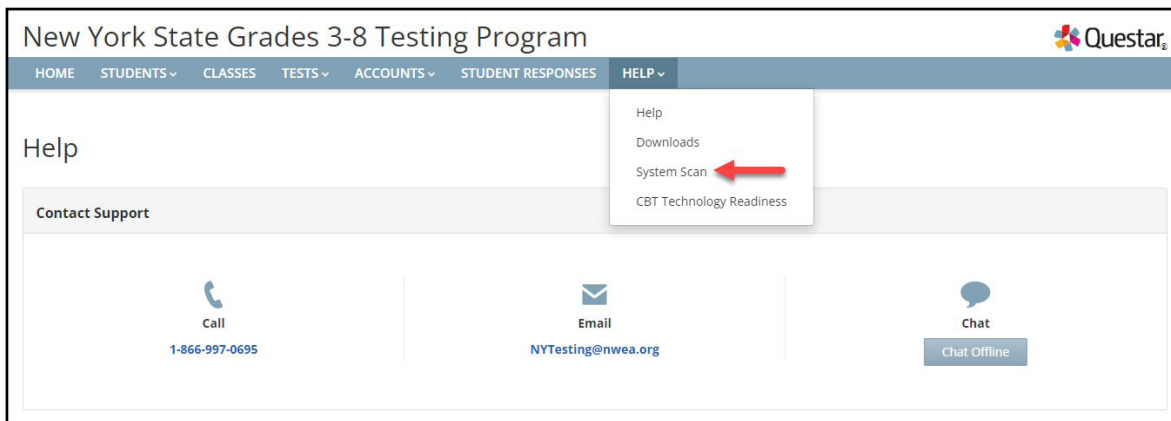 New York State Grades 3-8 Testing Program
Questar®
HOME STUDENTS CLASSES TESTS ACCOUNTS STUDENT RESPONSES HELP
Help
Downloads
System Scan
CBT Technology Readiness
Help
Contact Support
Call
1-866-997-0695
Email
NYTesting@nwea.org
Chat
Chat Offline